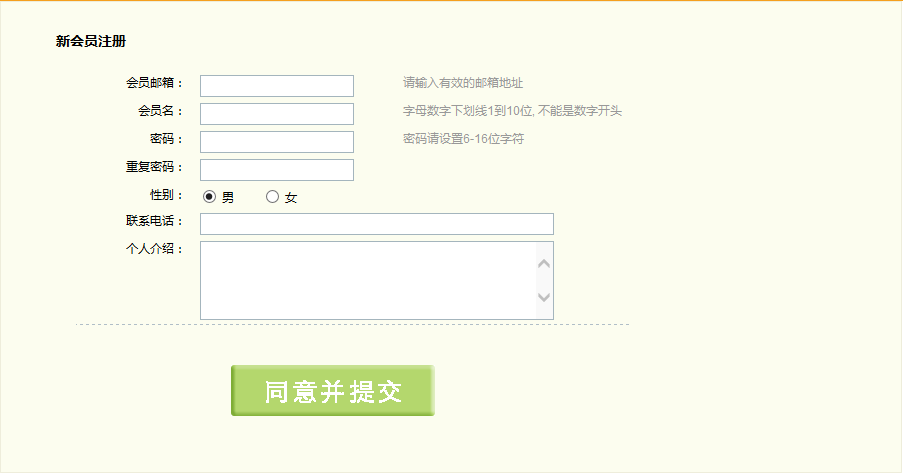 新会员注册
会员邮箱： 请输入有效的邮箱地址
会员名： 字母数字下划线1到10位, 不能是数字开头
密码： 密码请设置6-16位字符
重复密码：
性别： 男 女
联系电话：
个人介绍：
同意并提交